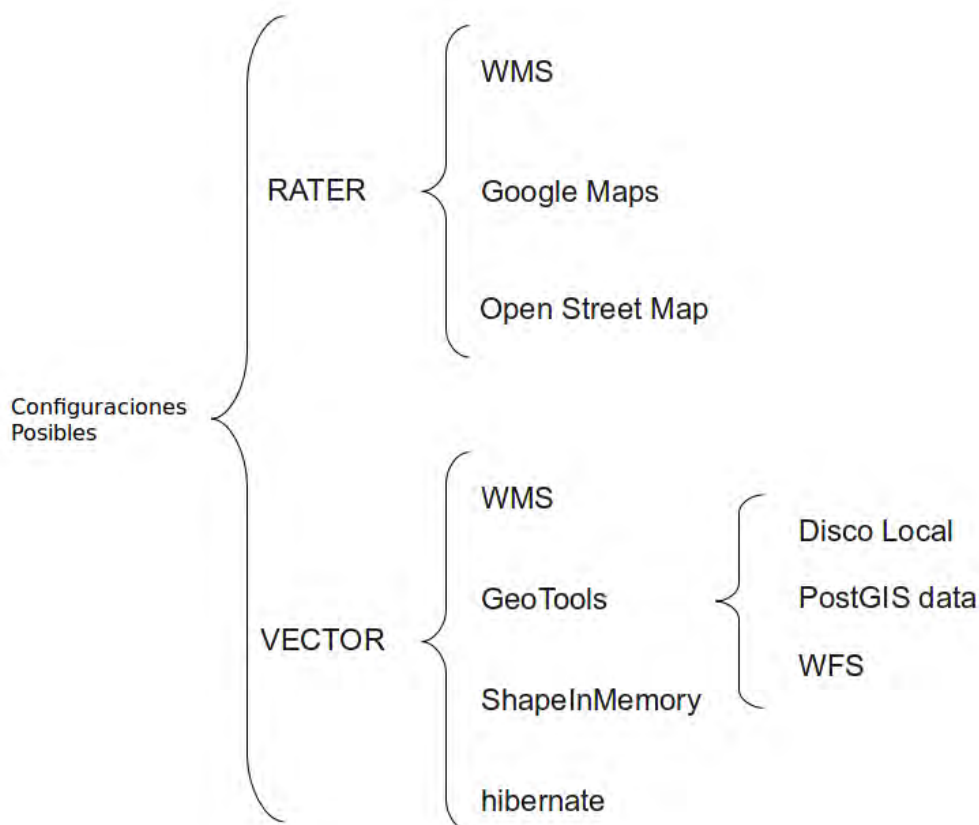 Configuraciones
Posibles
RATER
WMS
Google Maps
Open Street Map
VECTOR
WMS
GeoTools
Disco Local
PostGIS data
WFS
ShapeInMemory
hibernate